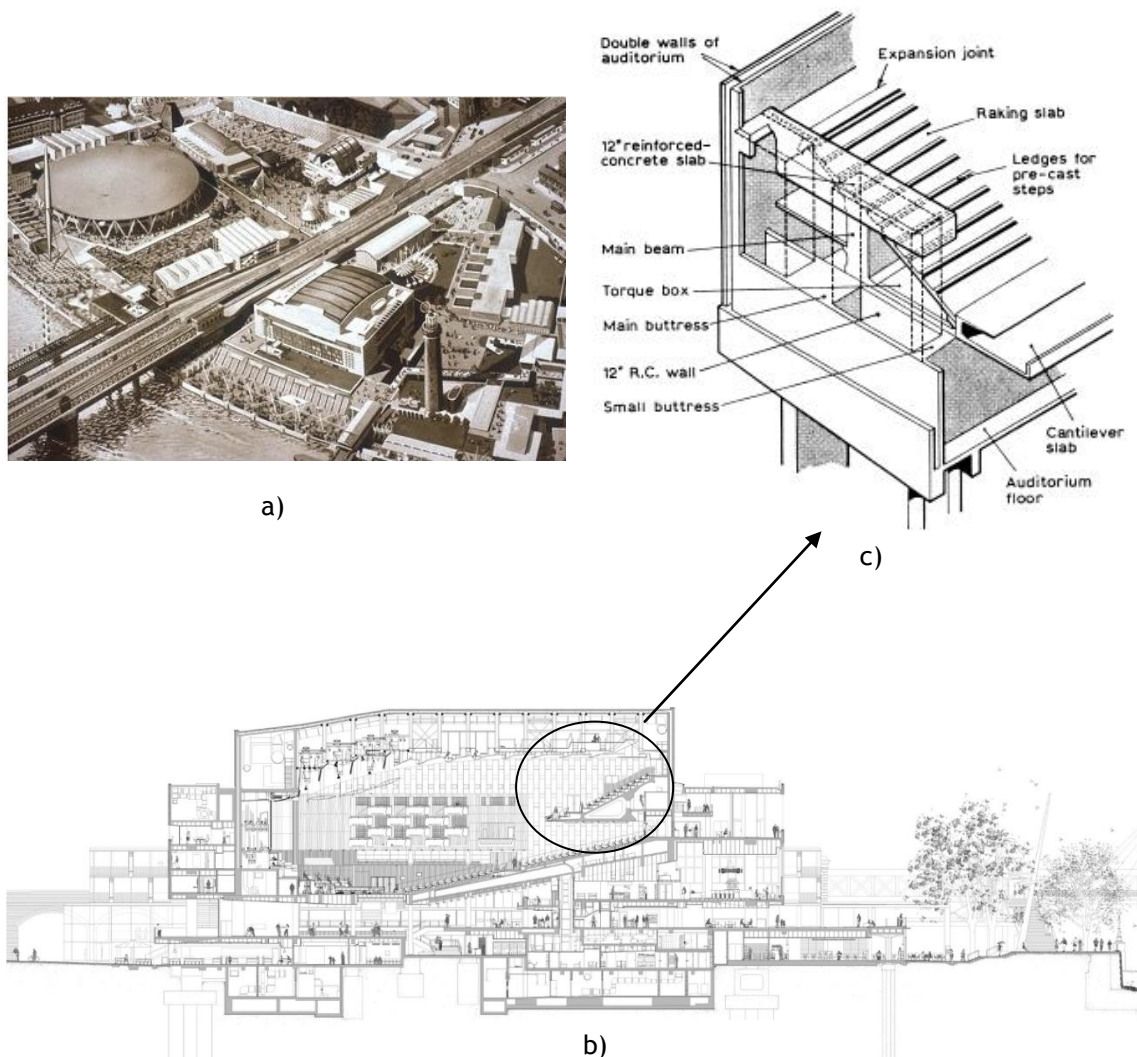 Double walls of
auditorium
Expansion joint
Raking slab
12" reinforced-
concrete slab
Ledges for
pre-cast
steps
Main beam
Torque box
Main buttress
12" R.C. wall
Small buttress
Cantilever
slab
Auditorium
floor
a)
c)
b)